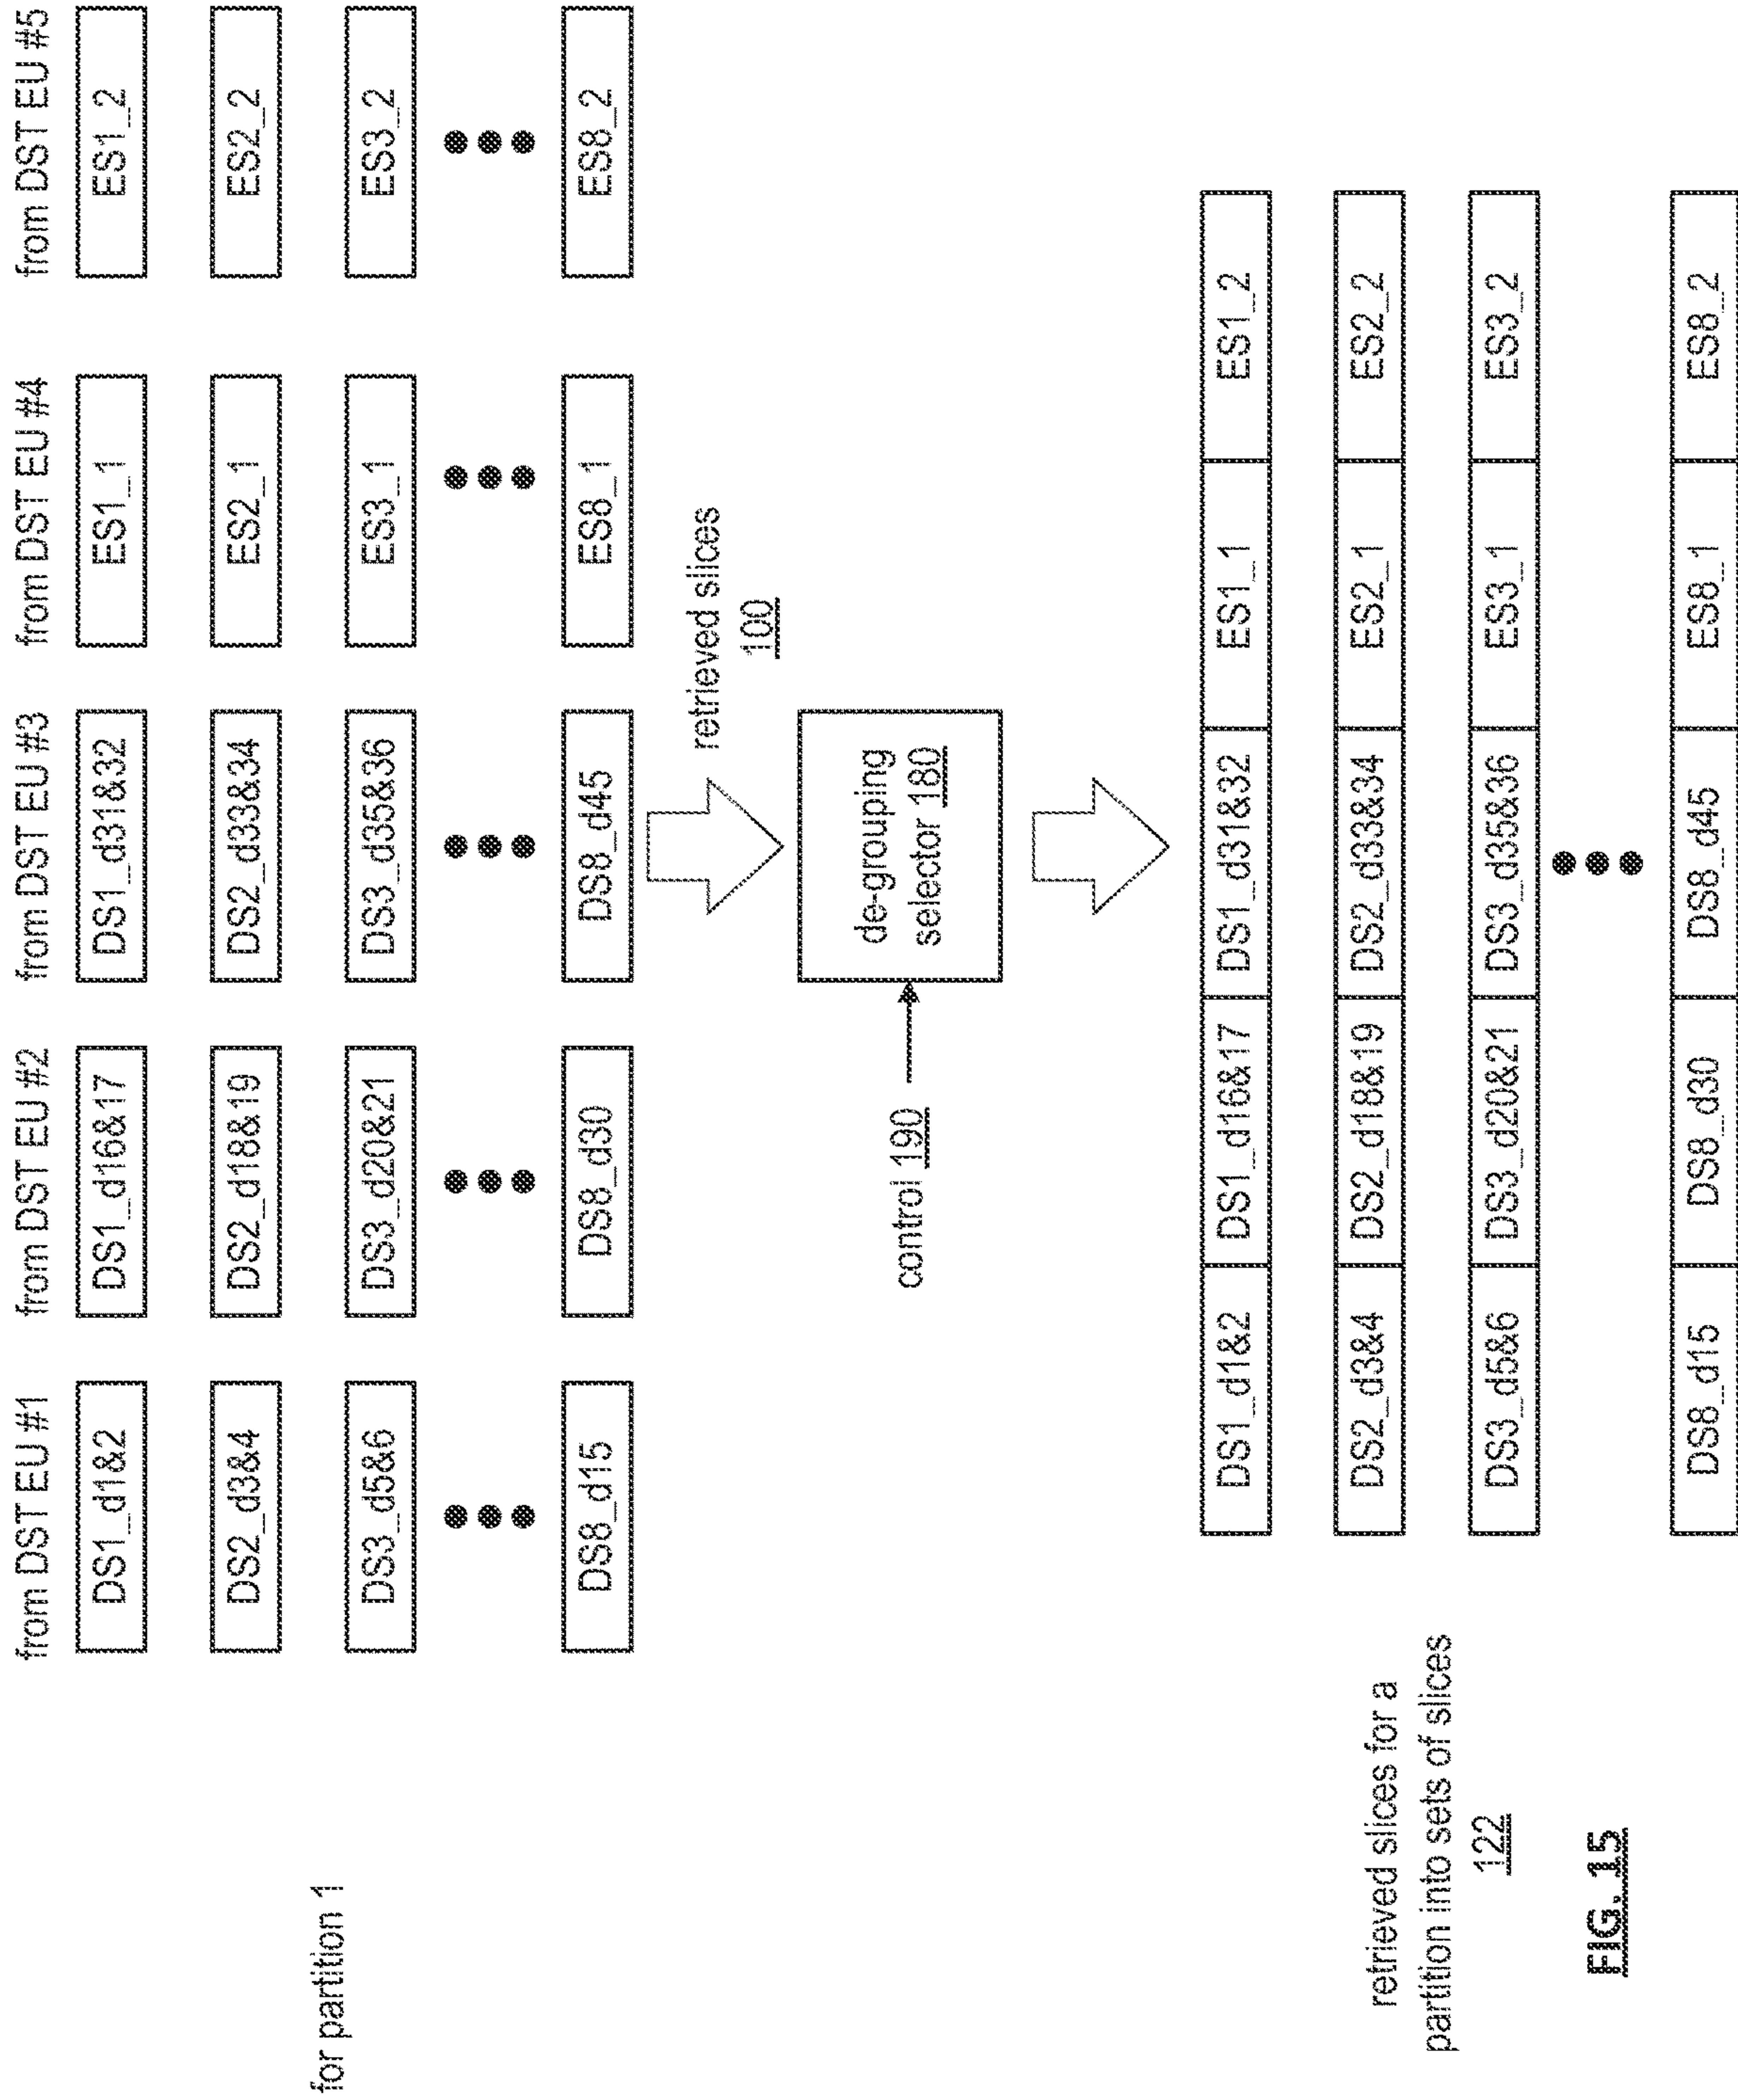 from DST EU #1 from DST EU #2 from DST EU #3 from DST EU #4 from DST EU #5
DS1_d1&2 DS1_d16&17 DS1_d31&32 ES1_1 ES1_2
DS2_d3&4 DS2_d18&19 DS2_d33&34 ES2_1 ES2_2
for partition 1
DS3_d5&6 DS3_d20&21 DS3_d35&36 ES3_1 ES3_2
DS8_d15 DS8_d30 DS8_d45 ES8_1 ES8_2
retrieved slices
100
de-grouping
control 190
selector 180
DS1_d1&2 DS1_d16&17 DS1_d31&32 ES1_1 ES1_2
retrieved slices for a
DS2_d3&4 DS2_d18&19 DS2_d33&34 ES2_1 ES2_2
partition into sets of slices
122
DS3_d5&6 DS3_d20&21 DS3_d35&36 ES3_1 ES3_2
FIG. 15
DS8_d15 DS8_d30 DS8_d45 ES8_1 ES8_2